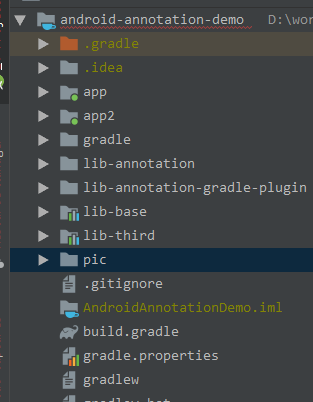 android-annotation-demo D:\wor
.gradle
.idea
app
app2
gradle
lib-annotation
lib-annotation-gradle-plugin
lib-base
lib-third
pic
.gitignore
AndroidAnnotationDemo.iml
build.gradle
gradle.properties
gradlew